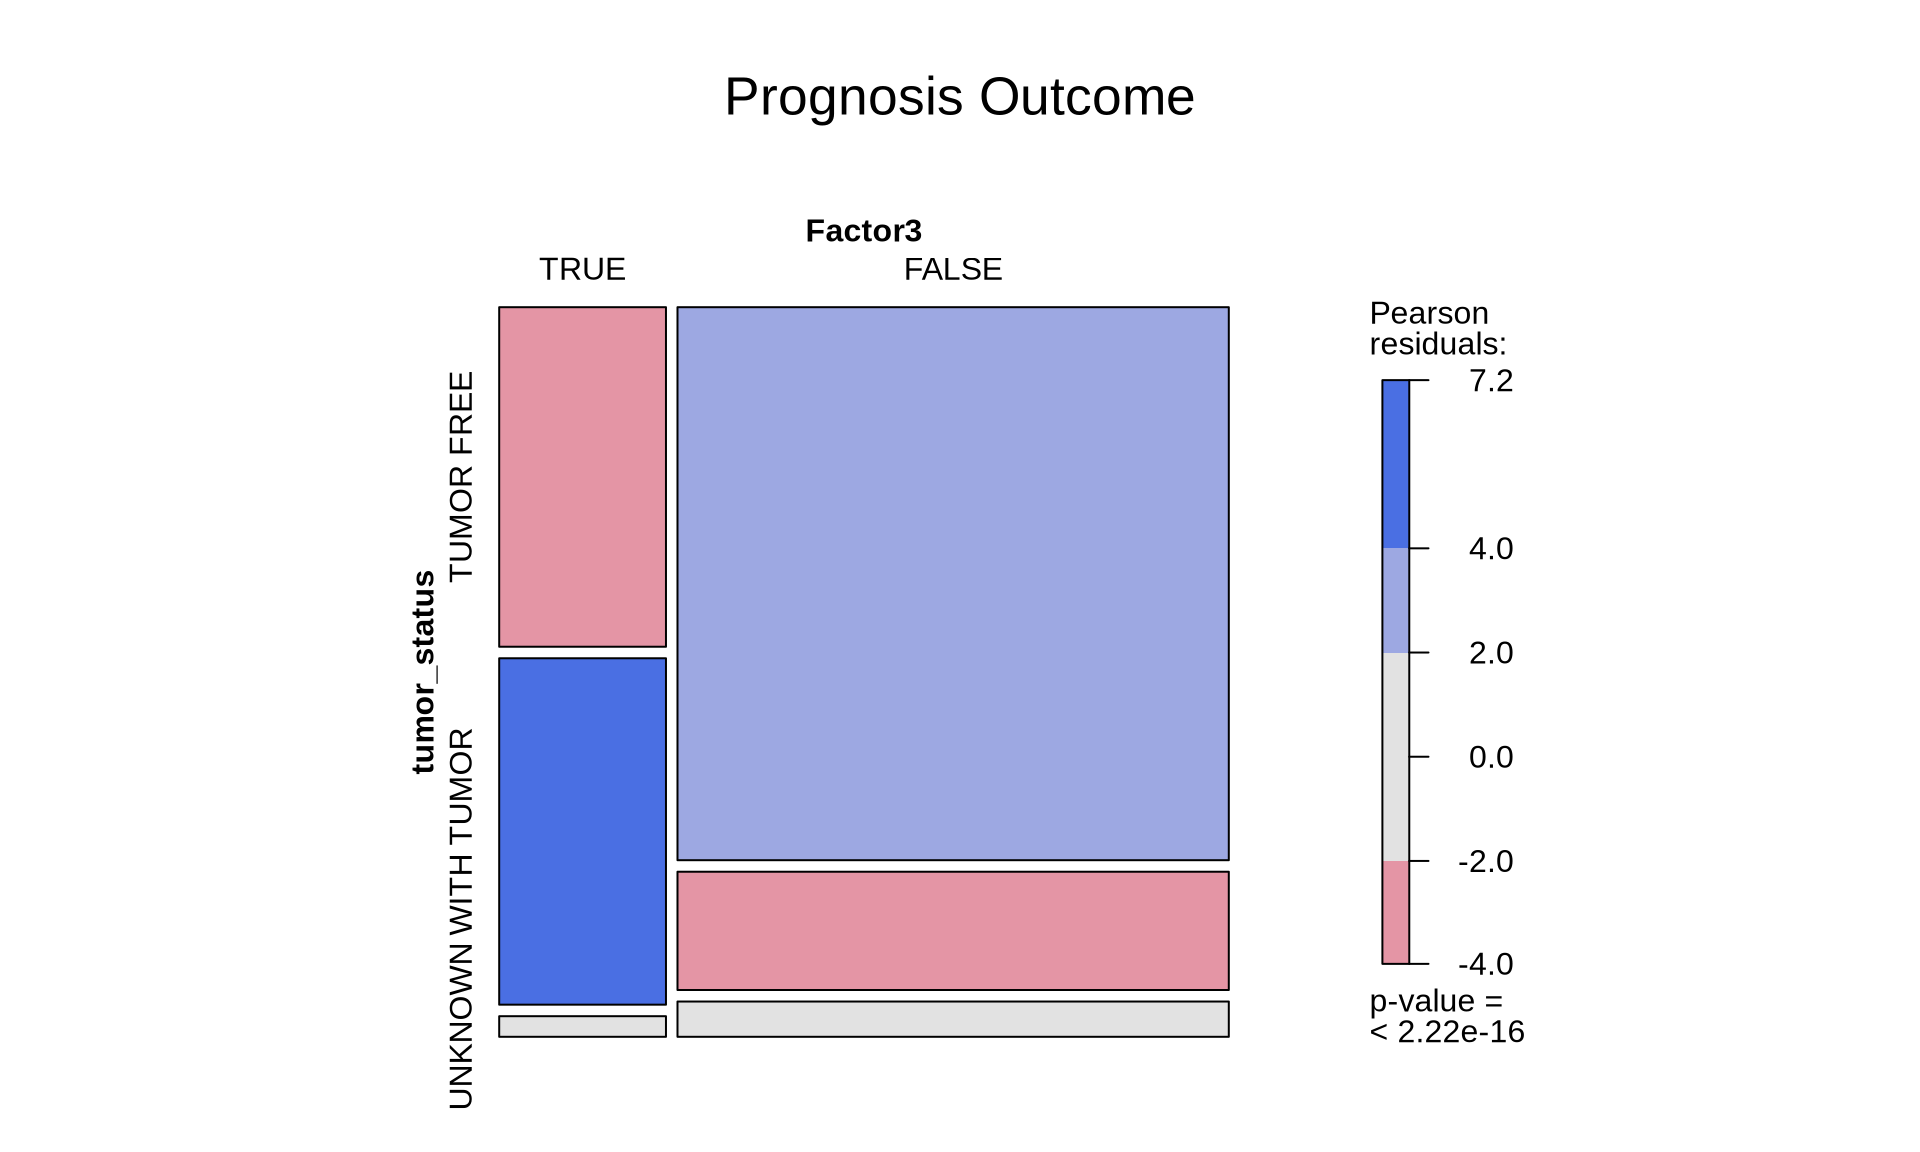 Prognosis Outcome
Factor3
TRUE
FALSE
tumor_status
TUMOR FREE
WITH TUMOR
UNKNOWN
Pearson
residuals:
7.2
4.0
2.0
0.0
-2.0
-4.0
p-value =
< 2.22e-16